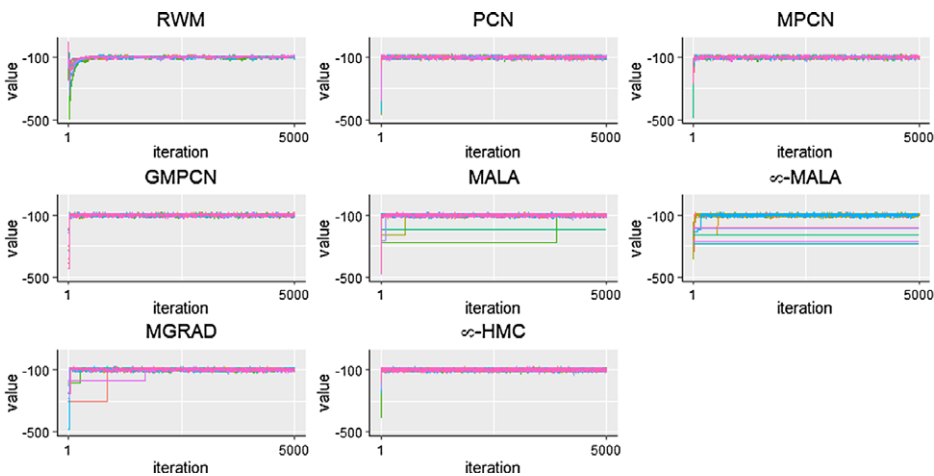 RWM
value
-100
-500
1
5000
iteration
PCN
value
-100
-500
1
5000
iteration
MPCN
value
-100
-500
1
5000
iteration
GMPCN
value
-100
-500
1
5000
iteration
MALA
value
-100
-500
1
5000
iteration
∞-MALA
value
-100
-500
1
5000
iteration
MGRAD
value
-100
-500
1
5000
iteration
∞-HMC
value
-100
-500
1
5000
iteration